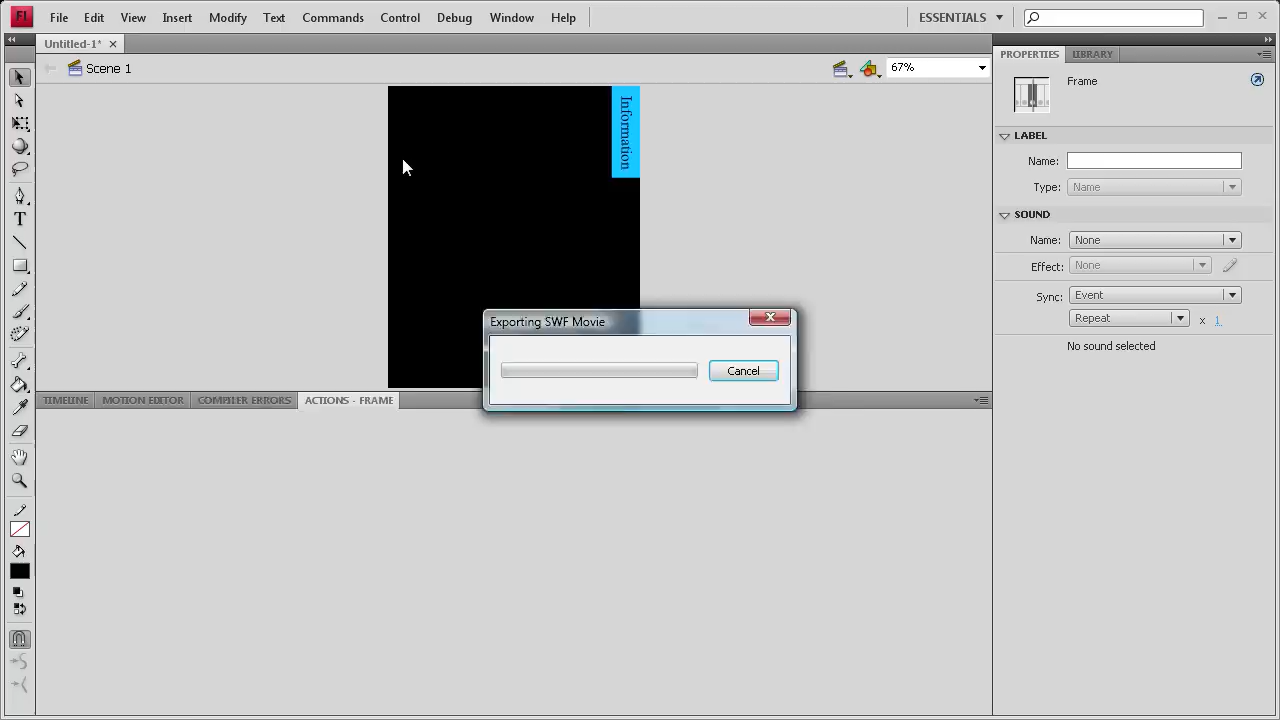 Fl File Edit View Insert Modify Text Commands Control Debug Window Help ESSENTIALS
Untitled-1*
Scene 1 67%
PROPERTIES LIBRARY
Frame
LABEL
Name:
Type: Name
SOUND
Name: None
Effect: None
Sync: Event
Repeat x 1
No sound selected
Information
Exporting SWF Movie
Cancel
TIMELINE MOTION EDITOR COMPILER ERRORS ACTIONS - FRAME
T